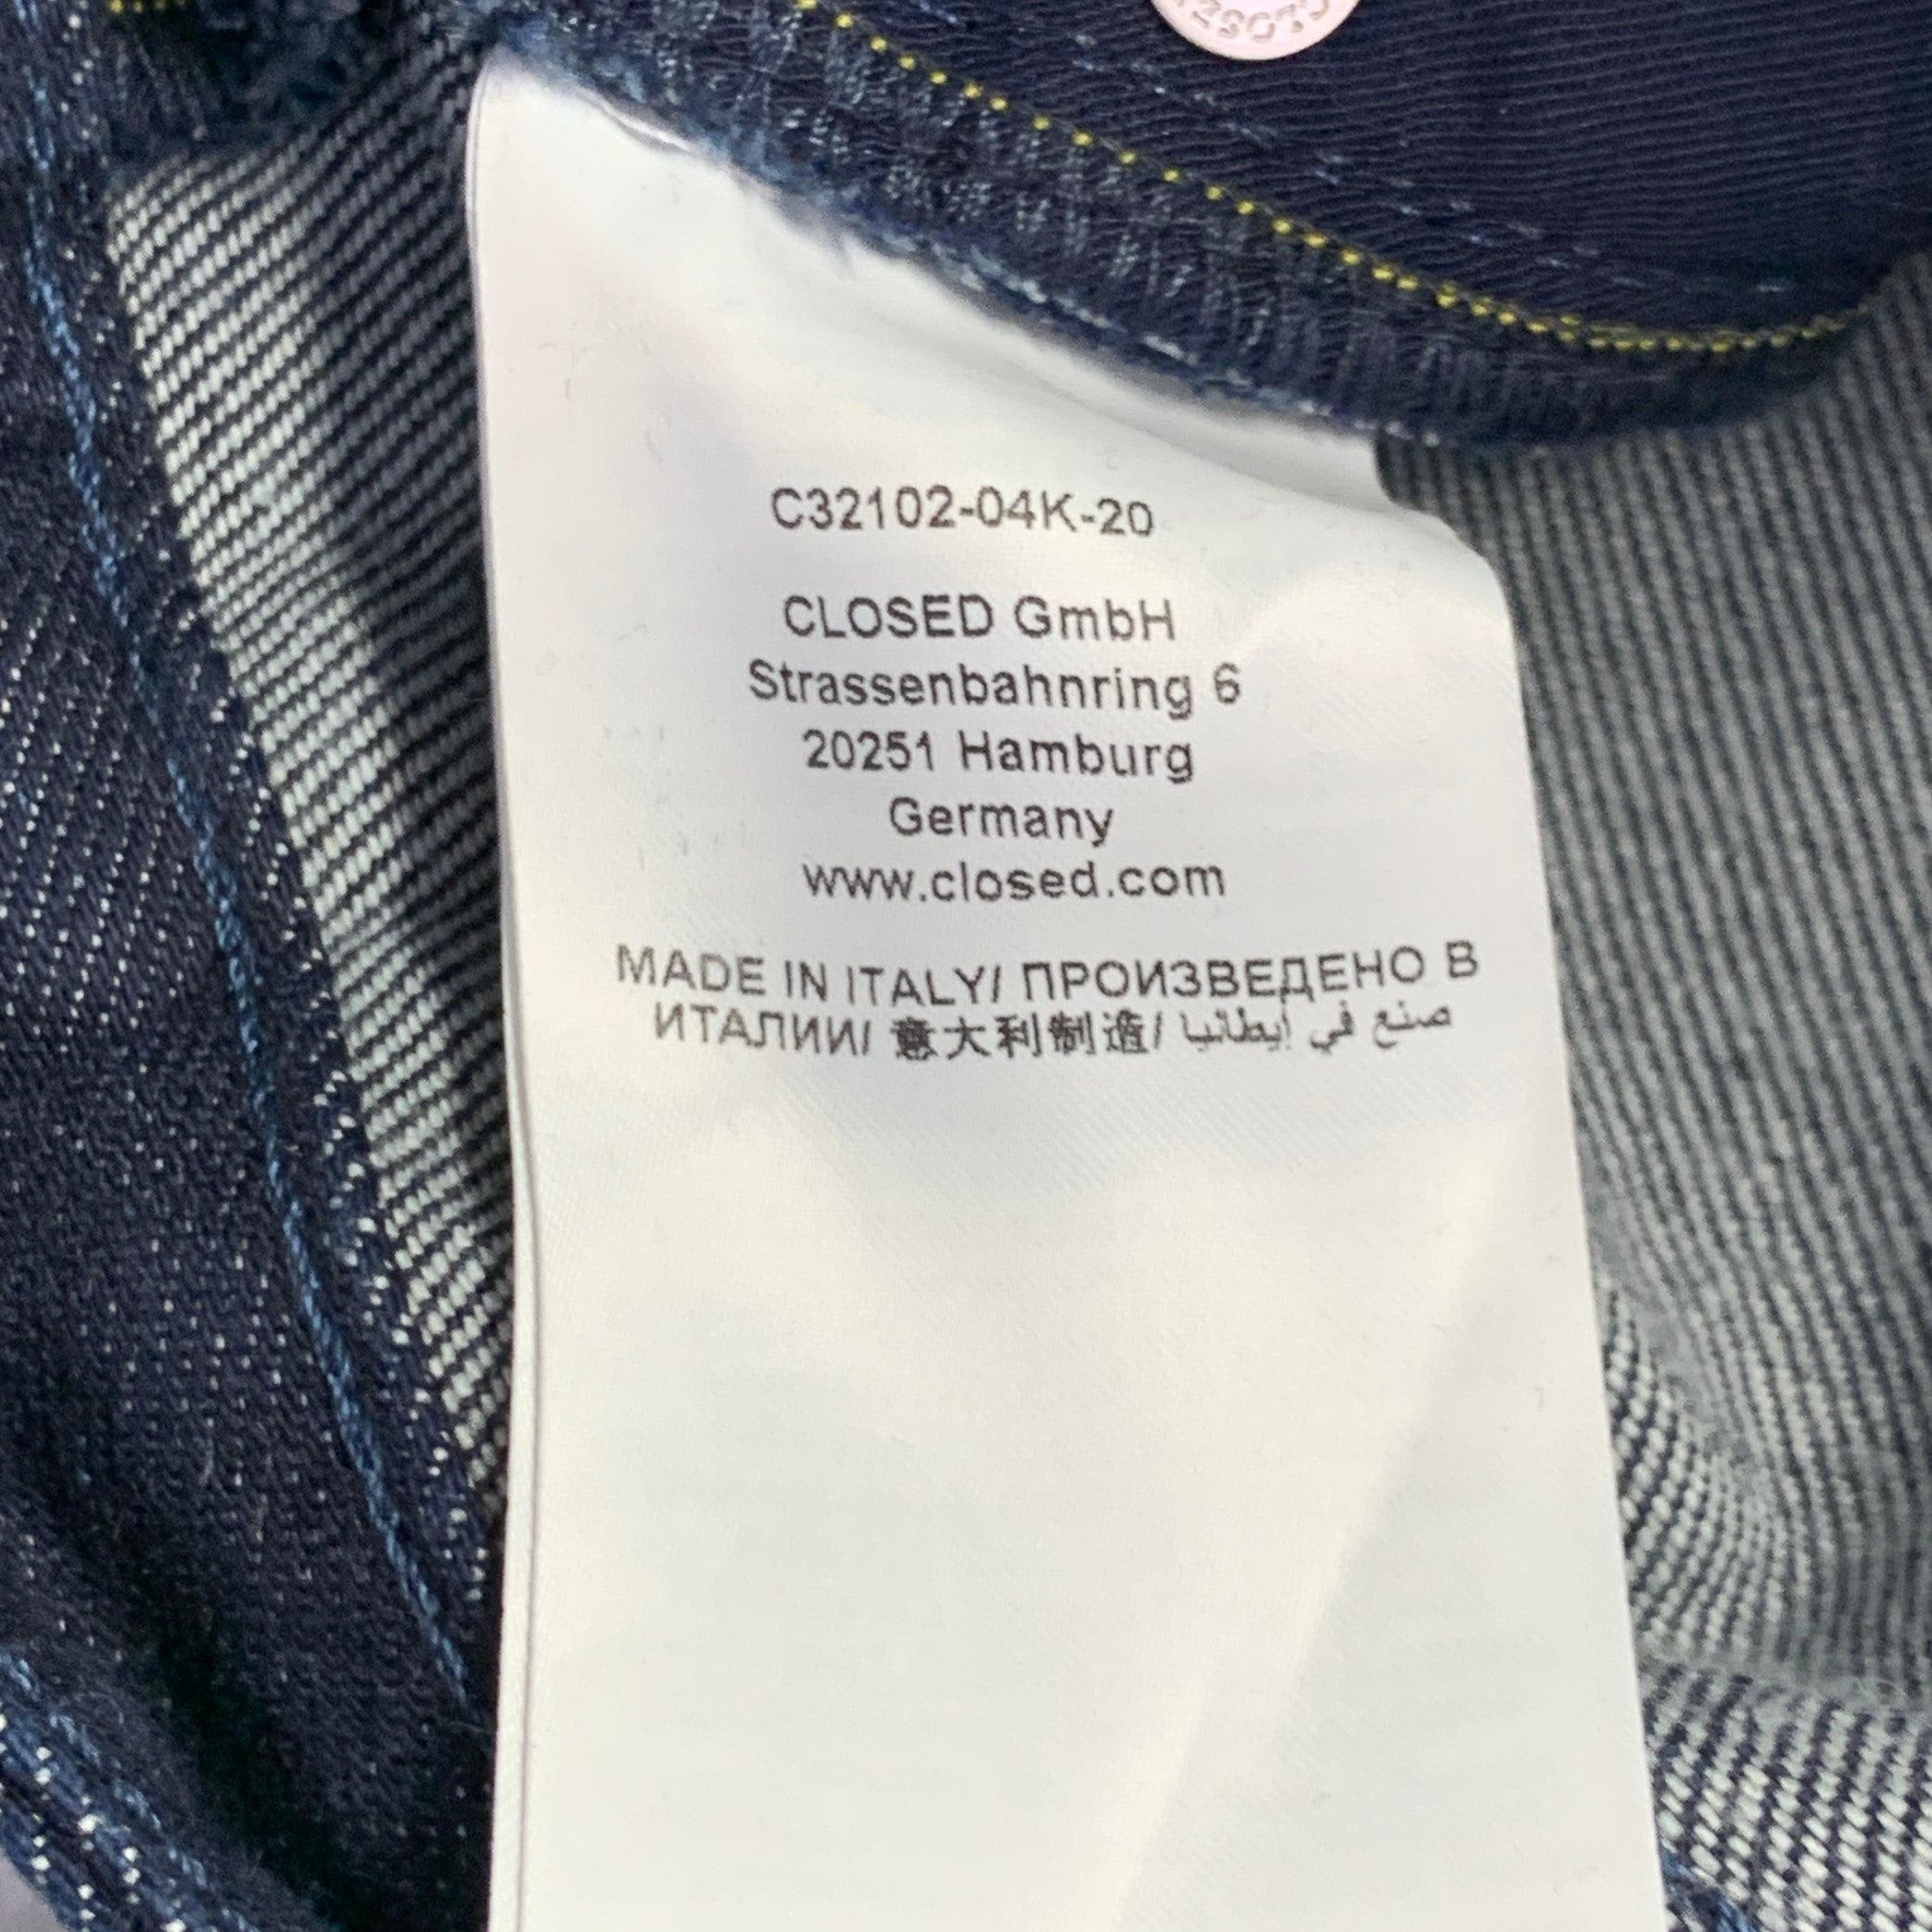 CLOSED
C32102-04K-20
CLOSED GmbH
Strassenbahnring 6
20251 Hamburg
Germany
www.closed.com
MADE IN ITALY/ ПРОИЗВЕДЕНО В
ИТАЛИИ/ 意大利制造/ صنع في إيطاليا